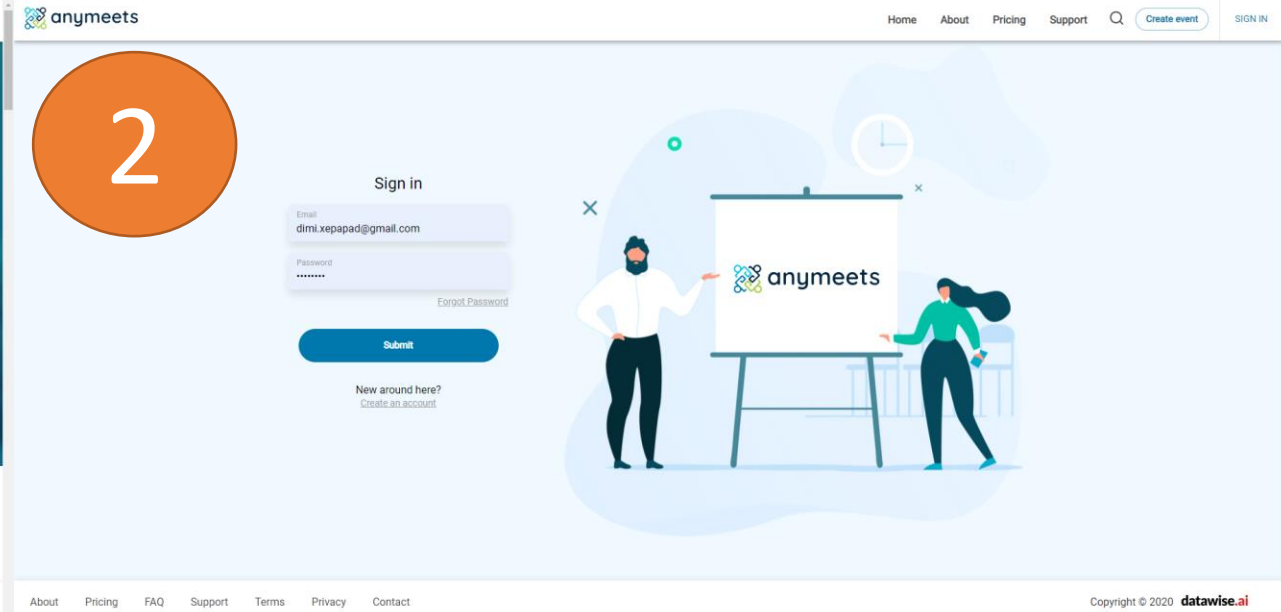 anymeets
Home About Pricing Support Create event SIGN IN
2
Sign in
Email
dimi.xepapad@gmail.com
Password
••••••••
Forgot Password
Submit
New around here?
Create an account
anymeets
About Pricing FAQ Support Terms Privacy Contact
Copyright © 2020 datawise.ai